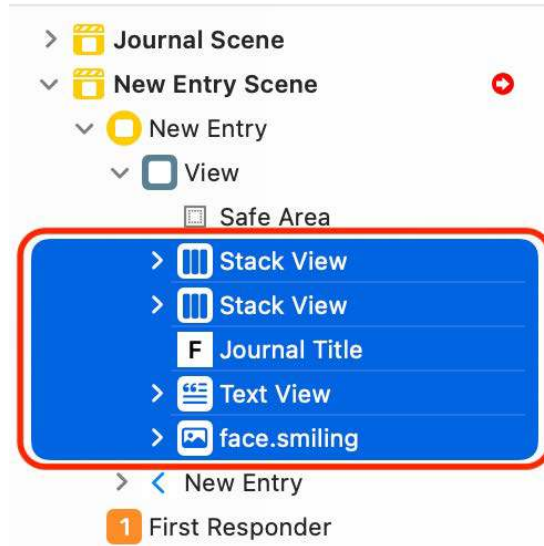 Journal Scene
New Entry Scene
New Entry
View
Safe Area
Stack View
Stack View
F Journal Title
Text View
face.smiling
New Entry
1 First Responder